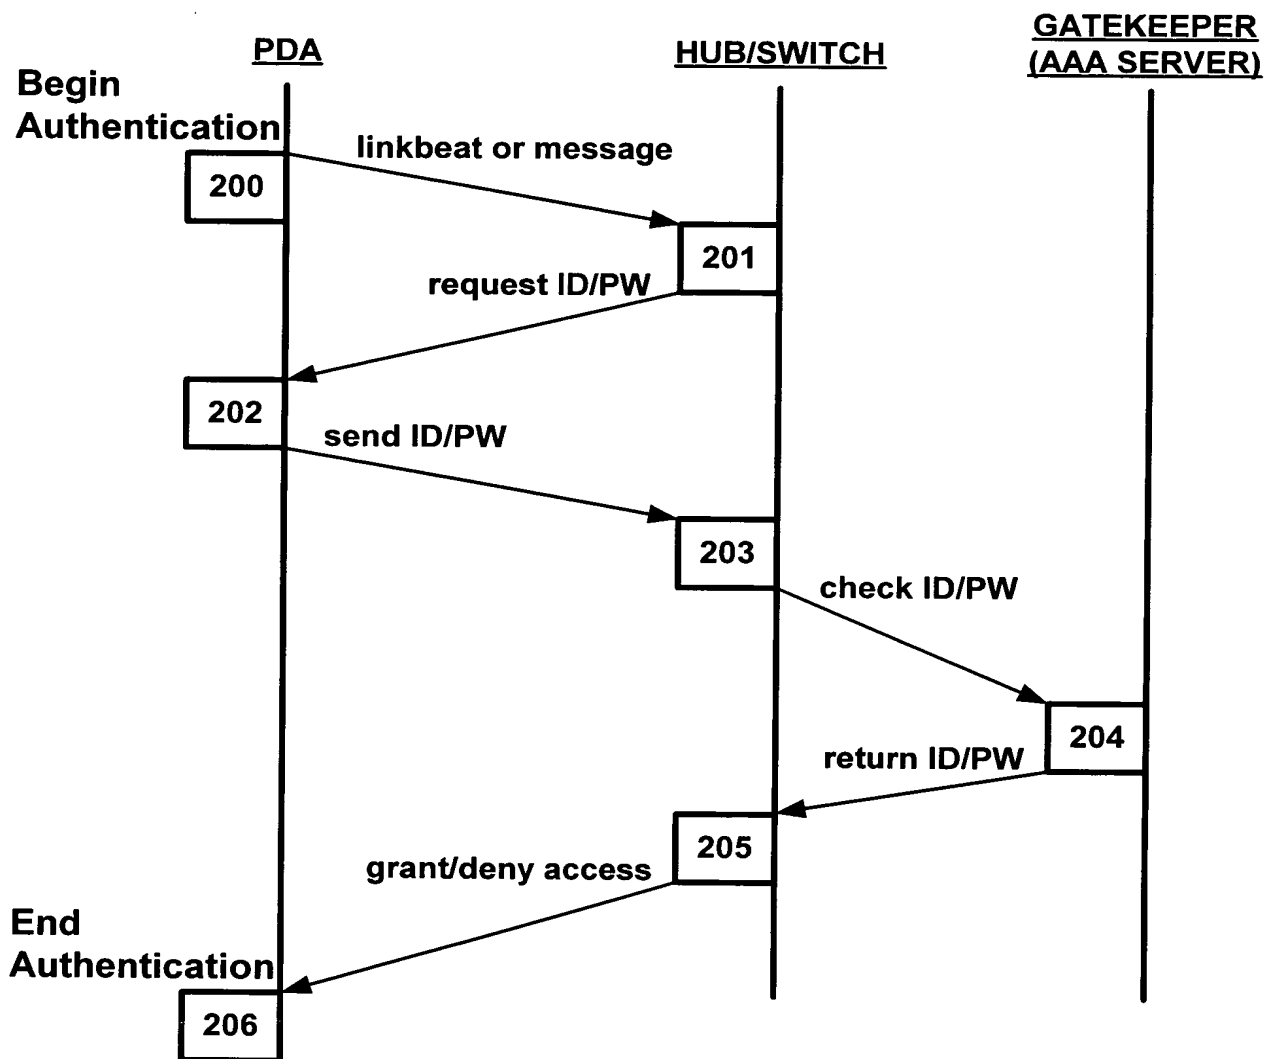 PDA
HUB/SWITCH
GATEKEEPER
(AAA SERVER)
Begin
Authentication
linkbeat or message
200
201
request ID/PW
202
send ID/PW
203
check ID/PW
204
return ID/PW
205
grant/deny access
End
Authentication
206